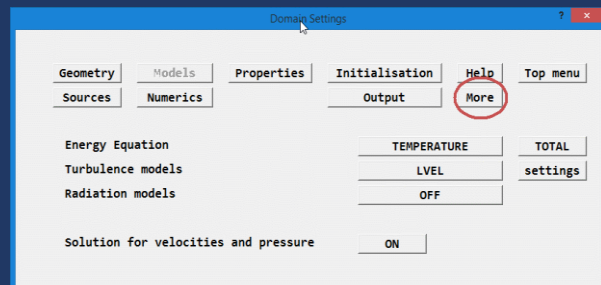 Domain Settings ? ×
Geometry Models Properties Initialisation Help Top menu
Sources Numerics Output More
Energy Equation TEMPERATURE TOTAL
Turbulence models LVEL settings
Radiation models OFF
Solution for velocities and pressure ON